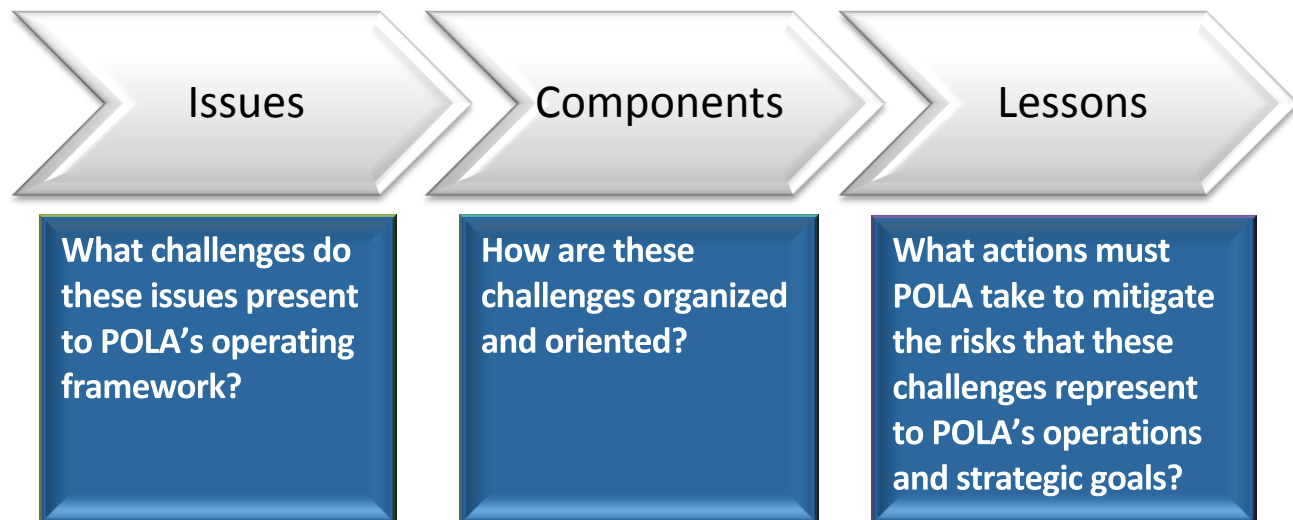 Issues
Components
Lessons
What challenges do
these issues present
to POLA’s operating
framework?
How are these
challenges organized
and oriented?
What actions must
POLA take to mitigate
the risks that these
challenges represent
to POLA’s operations
and strategic goals?